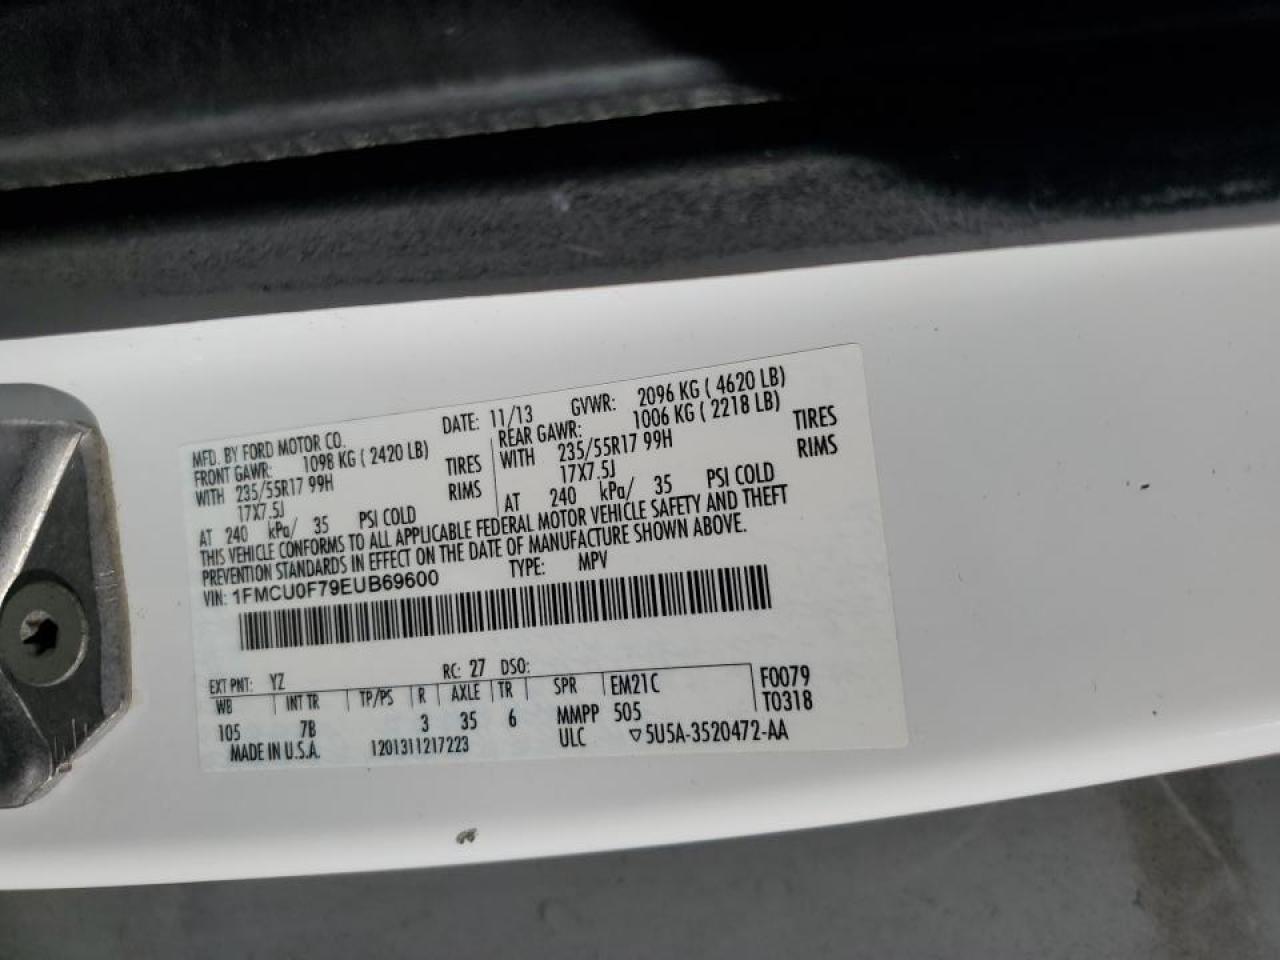 MFD. BY FORD MOTOR CO. DATE: 11/13 GVWR: 2096 KG ( 4620 LB)
FRONT GAWR: 1098 KG ( 2420 LB) REAR GAWR: 1006 KG ( 2218 LB)
WITH 235/55R17 99H TIRES WITH 235/55R17 99H TIRES
17X7.5J RIMS 17X7.5J RIMS
AT 240 kPa/ 35 PSI COLD AT 240 kPa/ 35 PSI COLD
THIS VEHICLE CONFORMS TO ALL APPLICABLE FEDERAL MOTOR VEHICLE SAFETY AND THEFT
PREVENTION STANDARDS IN EFFECT ON THE DATE OF MANUFACTURE SHOWN ABOVE.
VIN: 1FMCU0F79EUB69600 TYPE: MPV
EXT PNT: YZ RC: 27 DSO:
WB INT TR TP/PS R AXLE TR SPR EM21C F0079
105 7B 3 35 6 MMPP 505 T0318
MADE IN U.S.A. 1201311217223 ULC ▽5U5A-3520472-AA